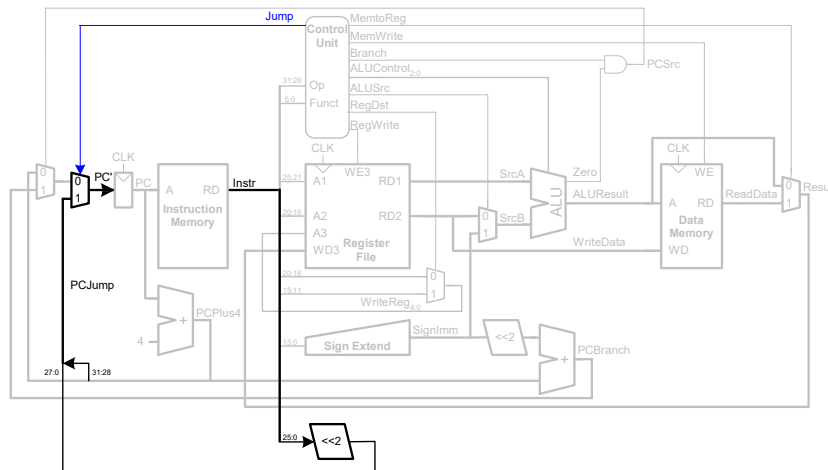 Jump
MemtoReg
Control
Unit
MemWrite
Branch
ALUControl2:0
PCSrc
31:26
Op
ALUSrc
5:0
Funct
RegDst
RegWrite
CLK
CLK
CLK
0
1
0
1
PC'
PC
A
RD
Instr
Instruction
Memory
25:21
A1
WE3
RD1
SrcA
Zero
WE
0
1
Resu
20:16
A2
RD2
0
1
SrcB
ALU
ALUResult
A
RD
ReadData
Data
Memory
A3
WD3
Register
File
WriteData
WD
PCJump
20:16
0
15:11
1
WriteReg4:0
PCPlus4
+
4
SignImm
15:0
Sign Extend
<<2
+
PCBranch
27:0
31:28
25:0
<<2